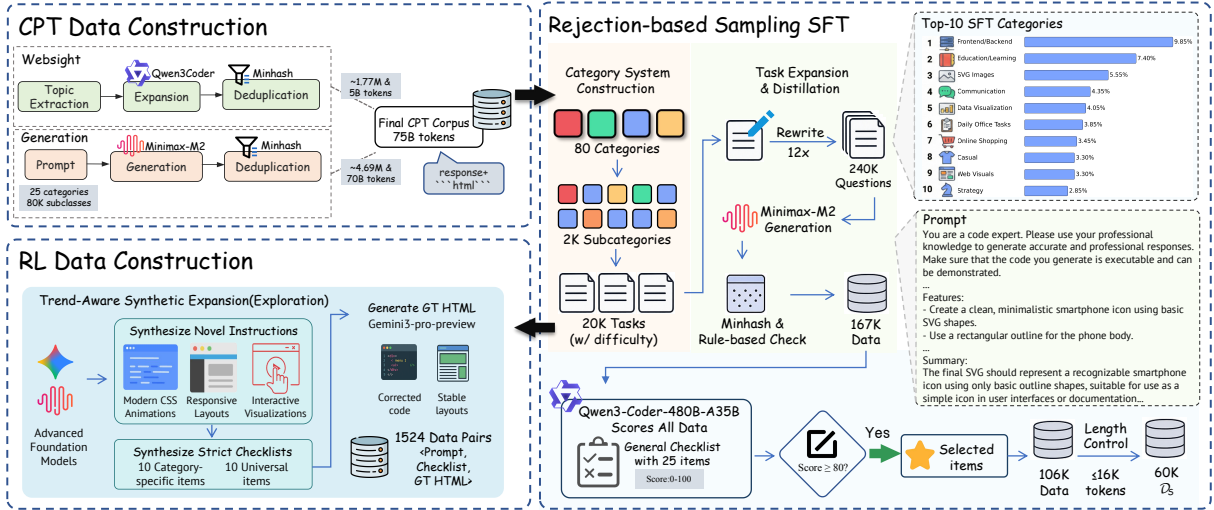 CPT Data Construction
Websight
Topic
Extraction
Qwen3Coder
Expansion
Minhash
Deduplication
~1.77M &
5B tokens
Generation
Prompt
Minimax-M2
Generation
Minhash
Deduplication
25 categories
80K subclasses
~4.69M &
70B tokens
Final CPT Corpus
75B tokens
response+
```html```
RL Data Construction
Trend-Aware Synthetic Expansion(Exploration)
Advanced
Foundation
Models
Synthesize Novel Instructions
Modern CSS
Animations
Responsive
Layouts
Interactive
Visualizations
Synthesize Strict Checklists
10 Category-
specific items
10 Universal
items
Generate GT HTML
Gemini3-pro-preview
Corrected
code
Stable
layouts
1524 Data Pairs
<Prompt,
Checklist,
GT HTML>
Rejection-based Sampling SFT
Category System
Construction
80 Categories
2K Subcategories
20K Tasks
(w/ difficulty)
Task Expansion
& Distillation
Rewrite
12x
240K
Questions
Minimax-M2
Generation
Minhash &
Rule-based Check
167K
Data
Top-10 SFT Categories
1 Frontend/Backend 9.85%
2 Education/Learning 7.40%
3 SVG Images 5.55%
4 Communication 4.35%
5 Data Visualization 4.05%
6 Daily Office Tasks 3.85%
7 Online Shopping 3.45%
8 Casual 3.30%
9 Web Visuals 3.30%
10 Strategy 2.85%
Prompt
You are a code expert. Please use your professional
knowledge to generate accurate and professional responses.
Make sure that the code you generate is executable and can
be demonstrated.
...
Features:
- Create a clean, minimalistic smartphone icon using basic
SVG shapes.
- Use a rectangular outline for the phone body.
...
Summary:
The final SVG should represent a recognizable smartphone
icon using only basic outline shapes, suitable for use as a
simple icon in user interfaces or documentation...
Qwen3-Coder-480B-A35B
Scores All Data
General Checklist
with 25 items
Score:0-100
Score ≥ 80?
Yes
Selected
items
106K
Data
Length
Control
≤16K
tokens
60K
𝒟s